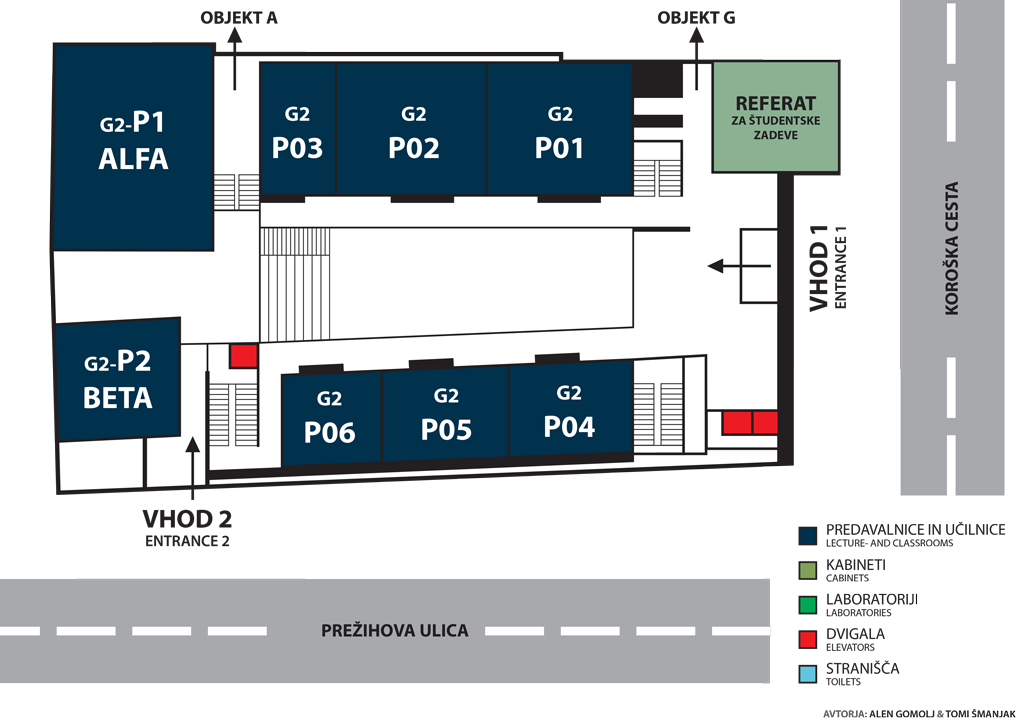 OBJEKT A
OBJEKT G
G2-P1
ALFA
G2
P03
G2
P02
G2
P01
REFERAT
ZA ŠTUDENTSKE
ZADEVE
VHOD 1
ENTRANCE 1
KOROŠKA CESTA
G2-P2
BETA
G2
P06
G2
P05
G2
P04
VHOD 2
ENTRANCE 2
PREŽIHOVA ULICA
PREDAVALNICE IN UČILNICE
LECTURE- AND CLASSROOMS
KABINETI
CABINETS
LABORATORIJI
LABORATORIES
DVIGALA
ELEVATORS
STRANIŠČA
TOILETS
AVTORJA: ALEN GOMOLJ & TOMI ŠMANJAK